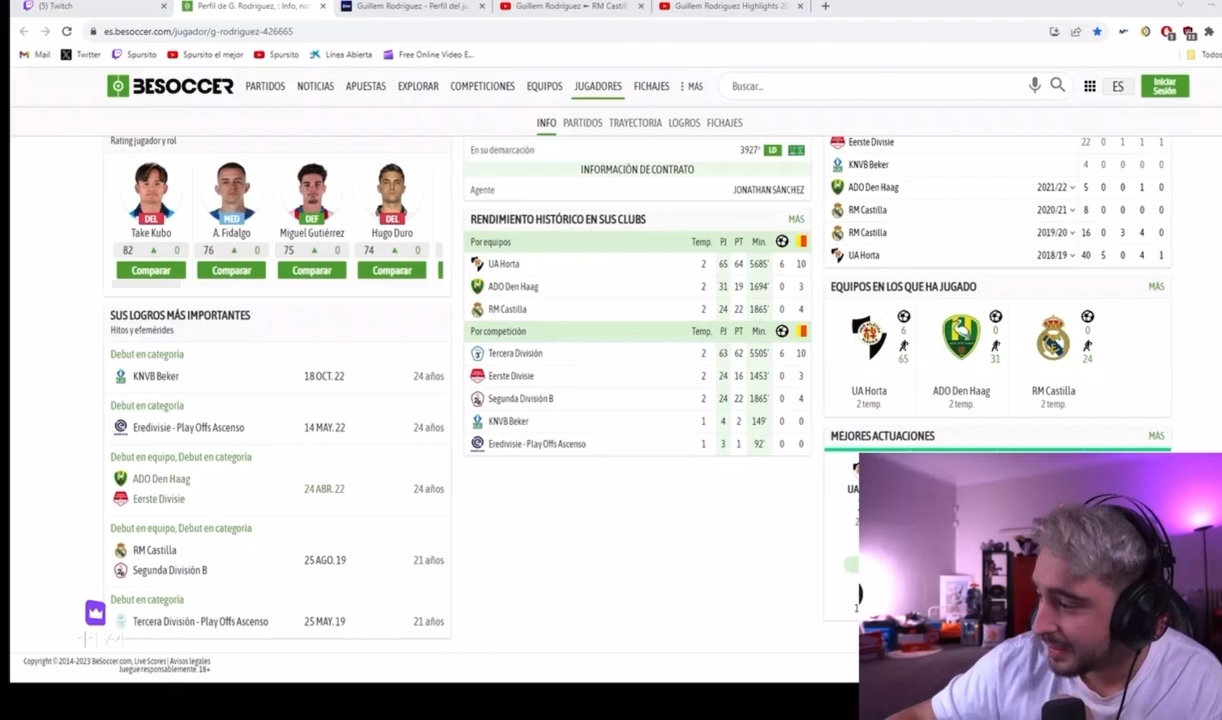 (5) Twitch
Perfil de G. Rodríguez, : Info, no
Guillem Rodríguez - Perfil del ju
Guillem Rodríguez ⇴ RM Castill
Guillem Rodriguez Highlights 20
es.besoccer.com/jugador/g-rodriguez-426665
Mail
Twitter
Spursito
Spursito el mejor
Spursito
Línea Abierta
Free Online Video E...
Todos
BESOCCER
PARTIDOS
NOTICIAS
APUESTAS
EXPLORAR
COMPETICIONES
EQUIPOS
JUGADORES
FICHAJES
MÁS
Buscar...
ES
Iniciar
Sesión
INFO
PARTIDOS
TRAYECTORIA
LOGROS
FICHAJES
Rating jugador y rol
DEL
MED
DEF
DEL
Take Kubo
A. Fidalgo
Miguel Gutiérrez
Hugo Duro
82 0
76 0
75 0
74 0
Comparar
Comparar
Comparar
Comparar
SUS LOGROS MÁS IMPORTANTES
Hitos y efemérides
Debut en categoría
KNVB Beker 18 OCT. 22 24 años
Debut en categoría
Eredivisie - Play Offs Ascenso 14 MAY. 22 24 años
Debut en equipo, Debut en categoría
ADO Den Haag
Eerste Divisie
24 ABR. 22 24 años
Debut en equipo, Debut en categoría
RM Castilla
Segunda División B
25 AGO. 19 21 años
Debut en categoría
Tercera División - Play Offs Ascenso 25 MAY. 19 21 años
En su demarcación 3927º LD
INFORMACIÓN DE CONTRATO
Agente JONATHAN SÁNCHEZ
RENDIMIENTO HISTÓRICO EN SUS CLUBS MÁS
Por equipos Temp. PJ PT Min.
UA Horta 2 65 64 5685' 6 10
ADO Den Haag 2 31 19 1694' 0 3
RM Castilla 2 24 22 1865' 0 4
Por competición Temp. PJ PT Min.
Tercera División 2 63 62 5505' 6 10
Eerste Divisie 2 24 16 1453' 0 3
Segunda División B 2 24 22 1865' 0 4
KNVB Beker 1 4 2 149' 0 0
Eredivisie - Play Offs Ascenso 1 3 1 92' 0 0
Eerste Divisie 22 0 1 1 1
KNVB Beker 4 0 0 0 0
ADO Den Haag 2021/22 5 0 0 1 0
RM Castilla 2020/21 8 0 0 1 0
RM Castilla 2019/20 16 0 3 4 0
UA Horta 2018/19 40 5 0 4 1
EQUIPOS EN LOS QUE HA JUGADO MÁS
6
65
0
31
0
24
UA Horta
2 temp.
ADO Den Haag
2 temp.
RM Castilla
2 temp.
MEJORES ACTUACIONES MÁS
UA
Copyright © 2014-2023 BeSoccer.com, Live Scores | Avisos legales
Juegue responsablemente. 18+